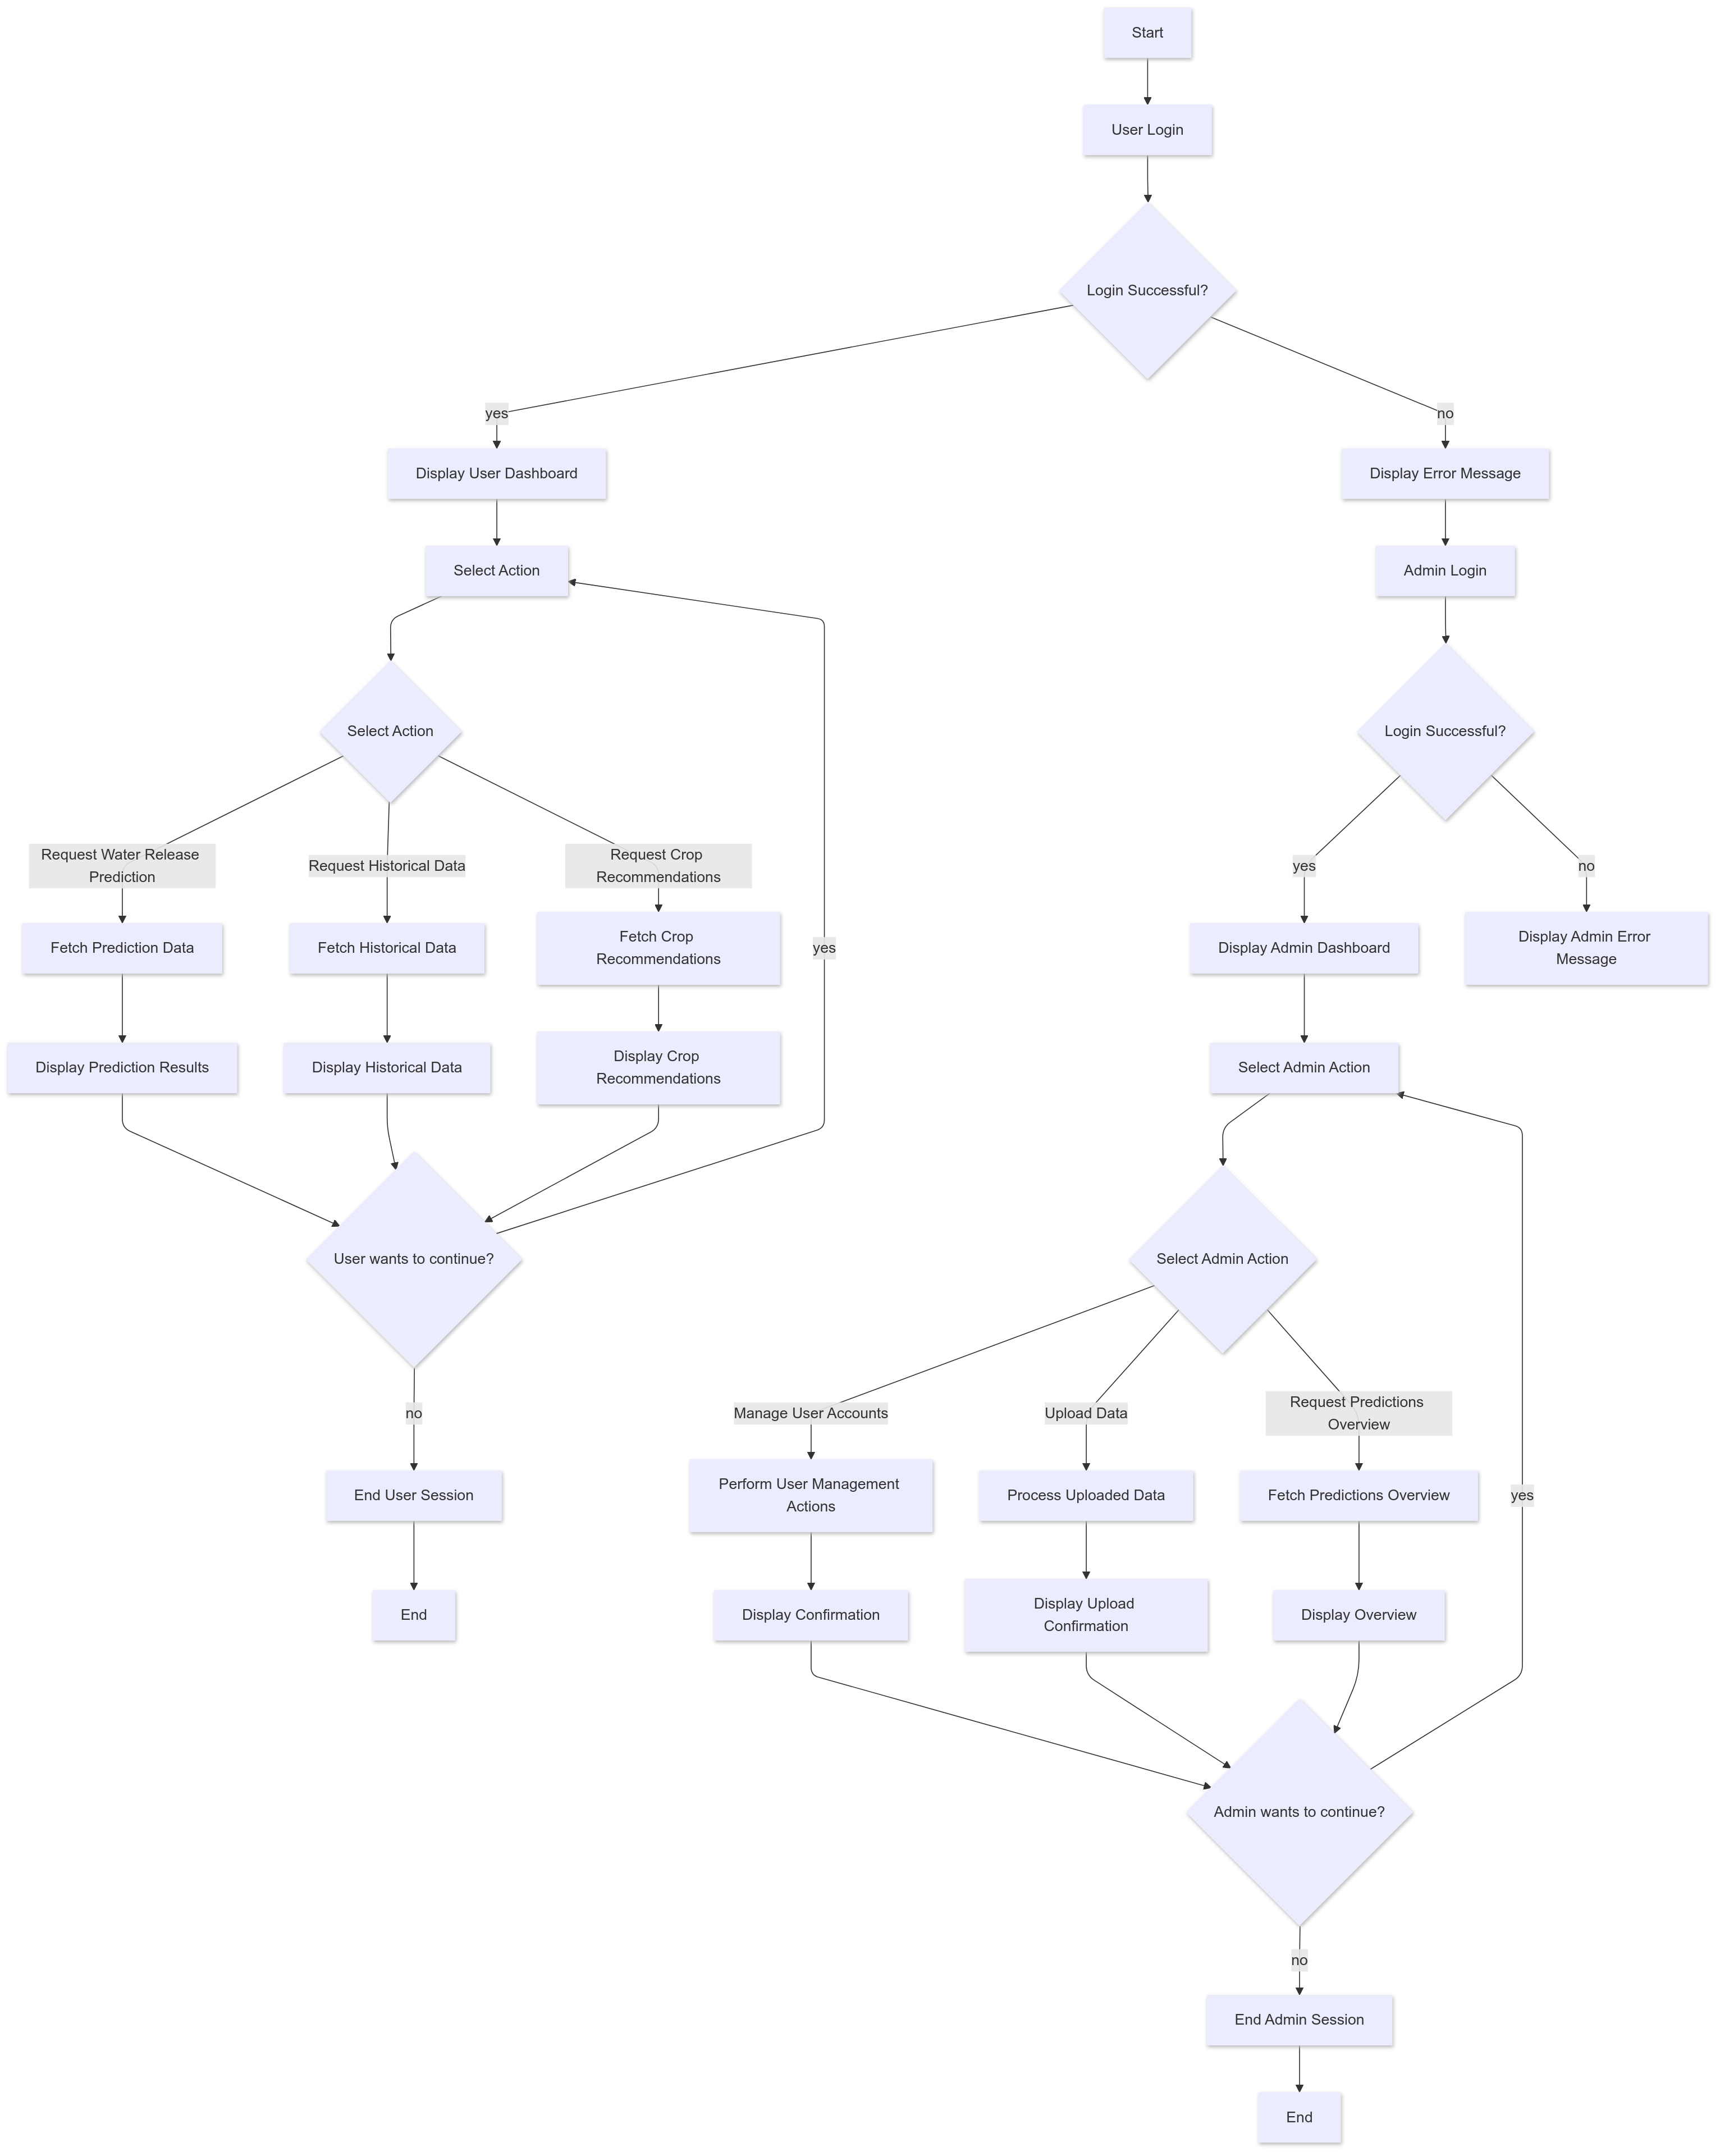 Start
User Login
Login Successful?
yes
no
Display User Dashboard
Display Error Message
Select Action
Admin Login
Select Action
Login Successful?
Request Water Release
Prediction
Request Historical Data
Request Crop
Recommendations
yes
no
Fetch Prediction Data
Fetch Historical Data
Fetch Crop
Recommendations
yes
Display Admin Dashboard
Display Admin Error
Message
Display Prediction Results
Display Historical Data
Display Crop
Recommendations
Select Admin Action
User wants to continue?
Select Admin Action
no
Manage User Accounts
Upload Data
Request Predictions
Overview
End User Session
Perform User Management
Actions
Process Uploaded Data
Fetch Predictions Overview
yes
End
Display Confirmation
Display Upload
Confirmation
Display Overview
Admin wants to continue?
no
End Admin Session
End